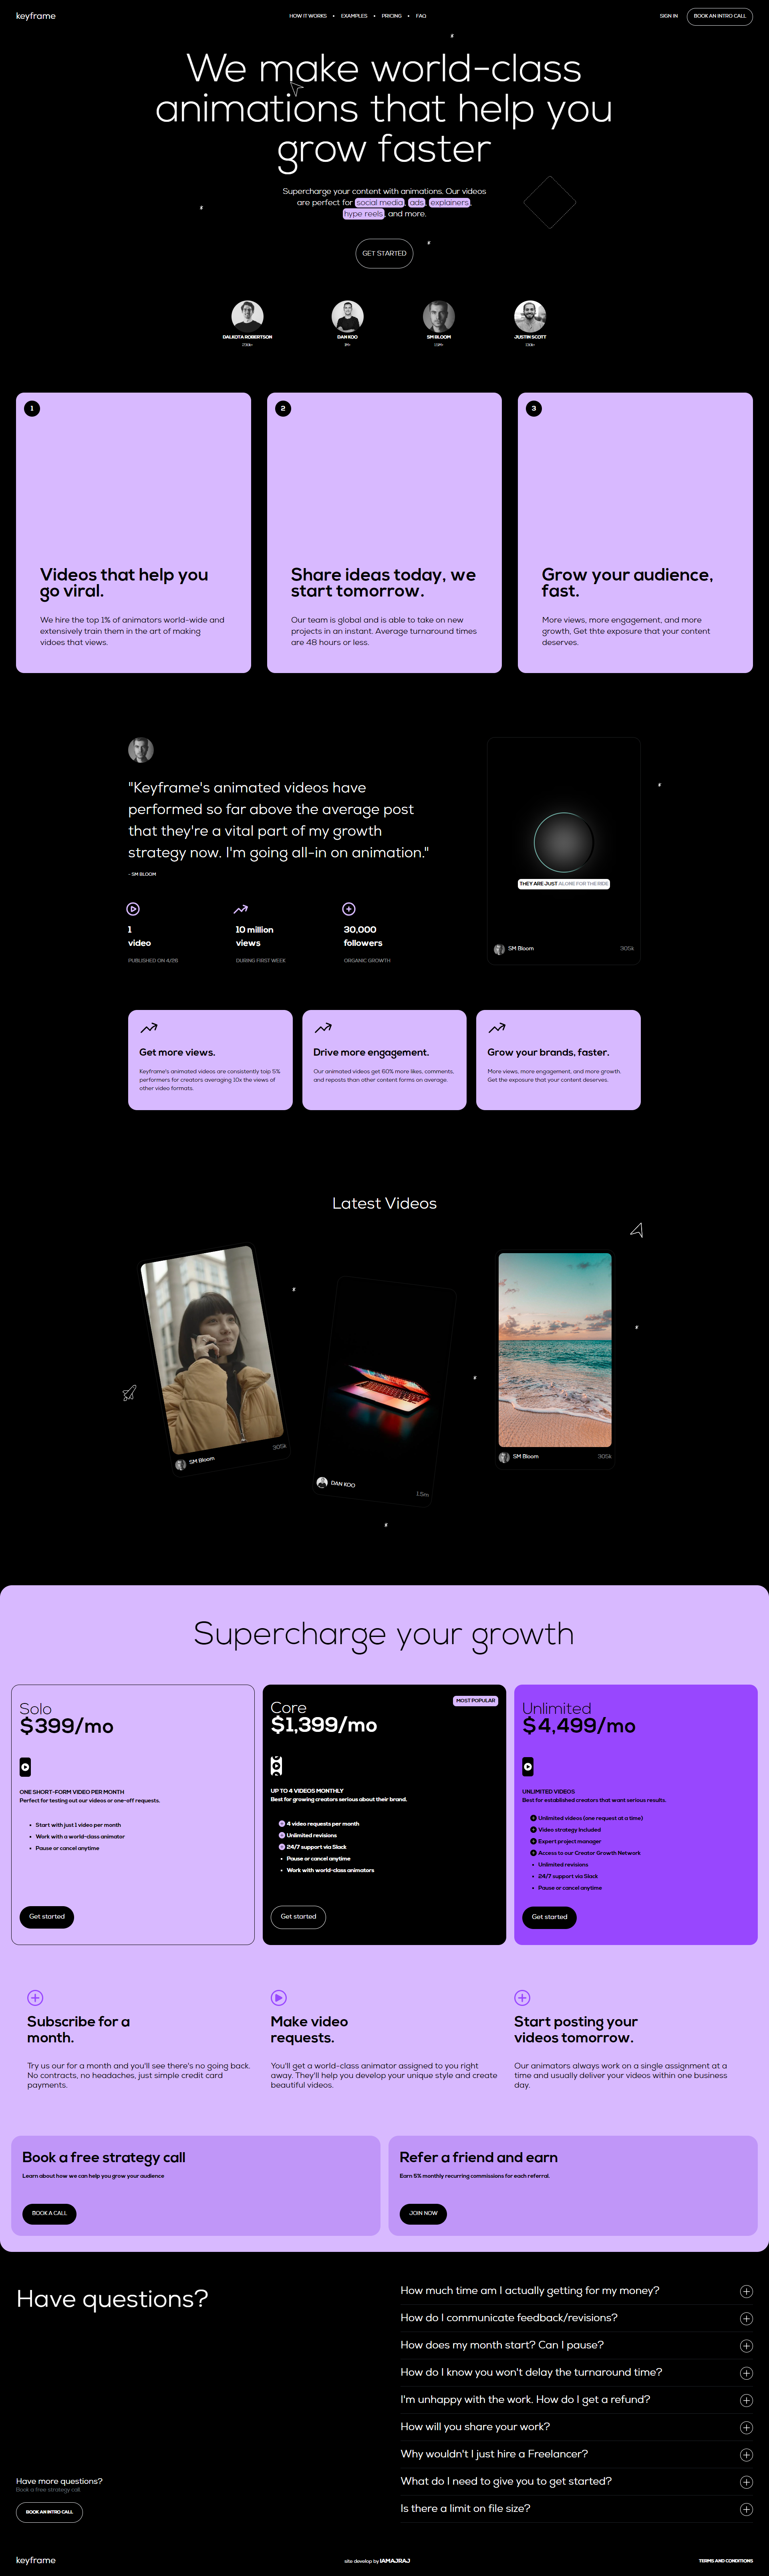 keyframe
HOW IT WORKS • EXAMPLES • PRICING • FAQ
SIGN IN
BOOK AN INTRO CALL
We make world-class
animations that help you
grow faster
Supercharge your content with animations. Our videos
are perfect for social media, ads, explainers,
hype reels, and more.
GET STARTED
DALKOTA ROBERTSON
DAN KOO
SM BLOOM
JUSTIN SCOTT
1
Videos that help you
go viral.
We hire the top 1% of animators world-wide and
extensively train them in the art of making
vidoes that views.
2
Share ideas today, we
start tomorrow.
Our team is global and is able to take on new
projects in an instant. Average turnaround times
are 48 hours or less.
3
Grow your audience,
fast.
More views, more engagement, and more
growth, Get thte exposure that your content
deserves.
"Keyframe's animated videos have
performed so far above the average post
that they're a vital part of my growth
strategy now. I'm going all-in on animation."
- SM BLOOM
1
video
PUBLISHED ON 4/26
10 million
views
DURING FIRST WEEK
30,000
followers
ORGANIC GROWTH
THEY ARE JUST ALONE FOR THE RIDE
SM Bloom
305k
Get more views.
Keyframe's animated videos are consistently taip 5%
performers for creators averaging 10x the views of
other video formats.
Drive more engagement.
Our animated videos get 60% more likes, comments,
and reposts than other content forms on average.
Grow your brands, faster.
More views, more engagement, and more growth.
Get the exposure that your content deserves.
Latest Videos
SM Bloom
305k
DAN KOO
1.5m
SM Bloom
305k
Supercharge your growth
Solo
$399/mo
ONE SHORT-FORM VIDEO PER MONTH
Perfect for testing out our videos or one-off requests.
Start with just 1 video per month
Work with a world-class animator
Pause or cancel anytime
Get started
Core
MOST POPULAR
$1,399/mo
UP TO 4 VIDEOS MONTHLY
Best for growing creators serious about their brand.
4 video requests per month
Unlimited revisions
24/7 support via Slack
Pause or cancel anytime
Work with world-class animators
Get started
Unlimited
$4,499/mo
UNLIMITED VIDEOS
Best for established creators that want serious results.
Unlimited videos (one request at a time)
Video strategy Included
Expert project manager
Access to our Creator Growth Network
Unlimited revisions
24/7 support via Slack
Pause or cancel anytime
Get started
Subscribe for a
month.
Try us our for a month and you'll see there's no going back.
No contracts, no headaches, just simple credit card
payments.
Make video
requests.
You'll get a world-class animator assigned to you right
away. They'll help you develop your unique style and create
beautiful videos.
Start posting your
videos tomorrow.
Our animators always work on a single assignment at a
time and usually deliver your videos within one business
day.
Book a free strategy call
Learn about how we can help you grow your audience
BOOK A CALL
Refer a friend and earn
Earn 5% monthly recurring commissions for each referral.
JOIN NOW
Have questions?
How much time am I actually getting for my money?
How do I communicate feedback/revisions?
How does my month start? Can I pause?
How do I know you won't delay the turnaround time?
I'm unhappy with the work. How do I get a refund?
How will you share your work?
Why wouldn't I just hire a Freelancer?
What do I need to give you to get started?
Is there a limit on file size?
Have more questions?
Book a free strategy call
BOOK AN INTRO CALL
keyframe
site develop by IAMAJRAJ
TERMS AND CONDITIONS